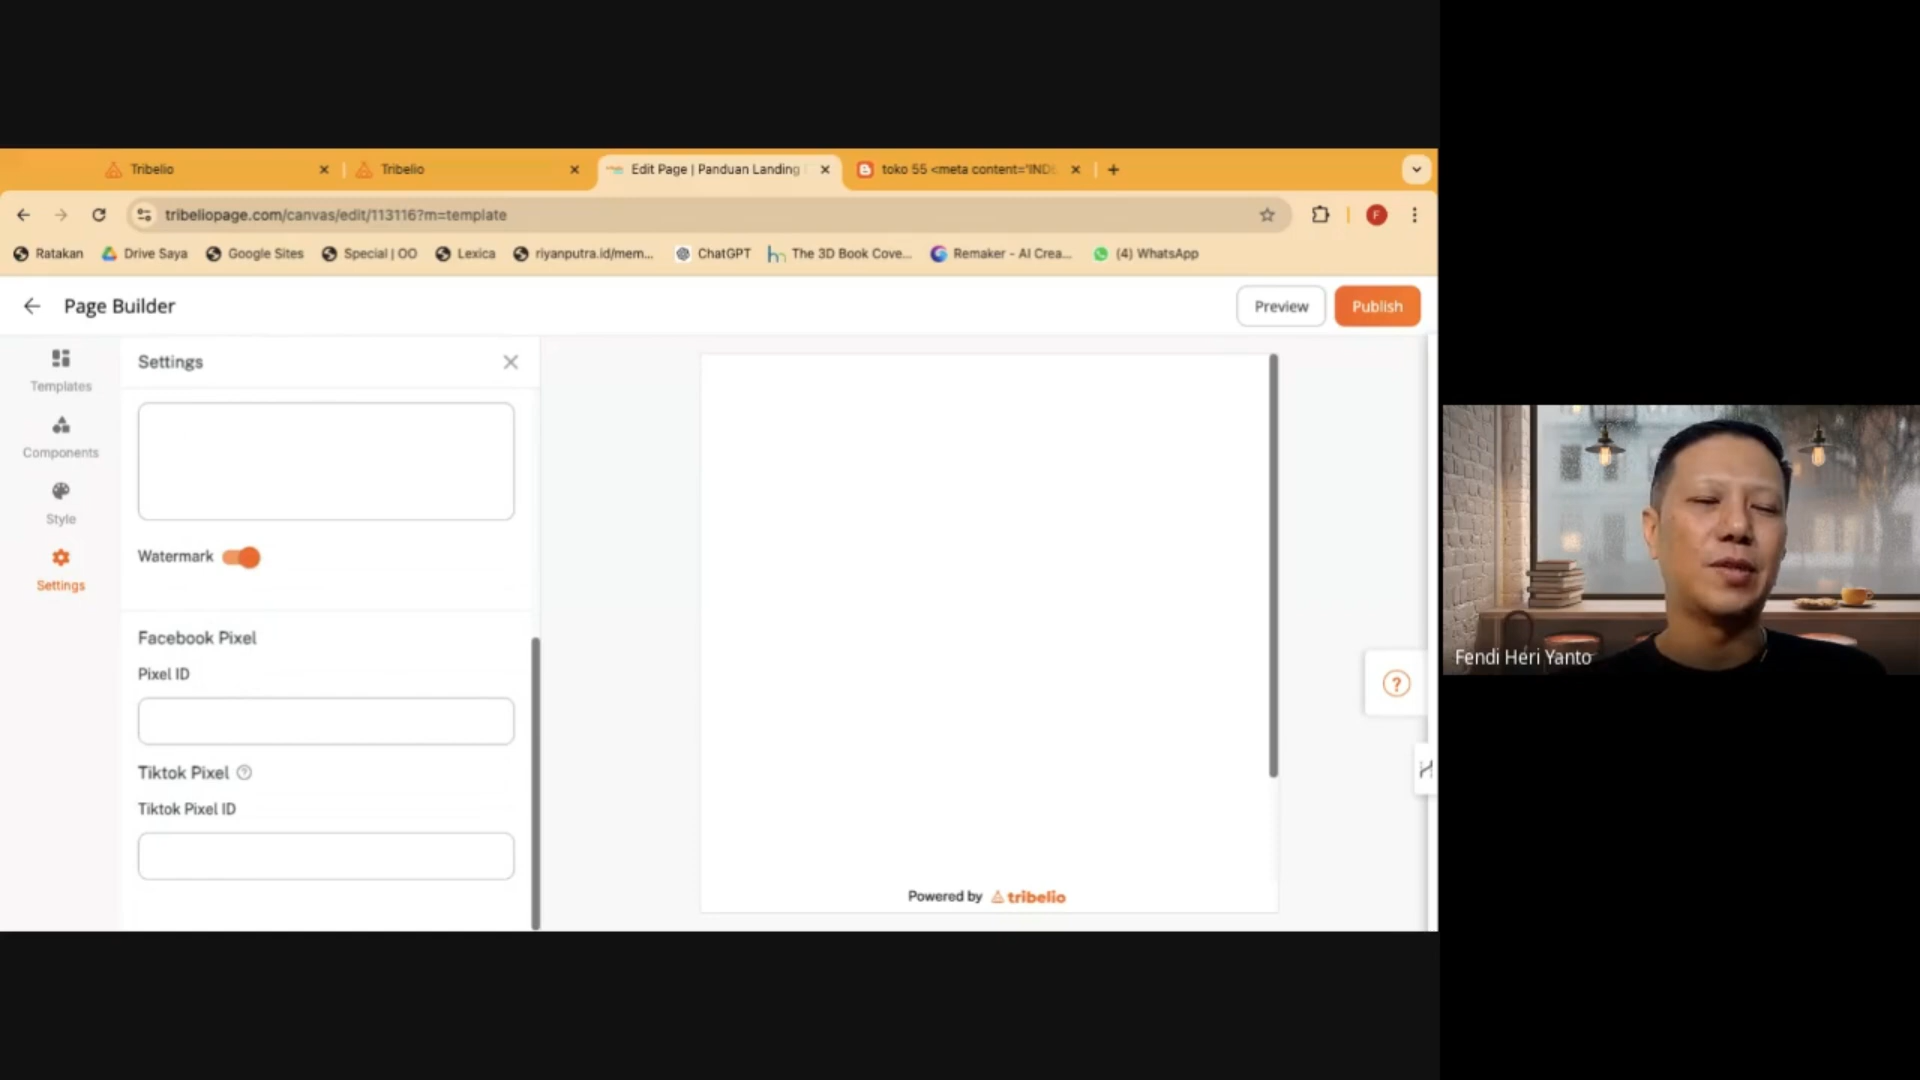 Tribelio
Tribelio
Edit Page | Panduan Landing
toko 55 <meta content="IND
tribeliopage.com/canvas/edit/113116?m=template
F
Ratakan
Drive Saya
Google Sites
Special | OO
Lexica
riyanputra.id/mem...
ChatGPT
The 3D Book Cove...
Remaker - AI Crea...
(4) WhatsApp
Page Builder
Preview
Publish
Templates
Components
Style
Settings
Settings
Watermark
Facebook Pixel
Pixel ID
Tiktok Pixel
Tiktok Pixel ID
Powered by tribelio
Fendi Heri Yanto